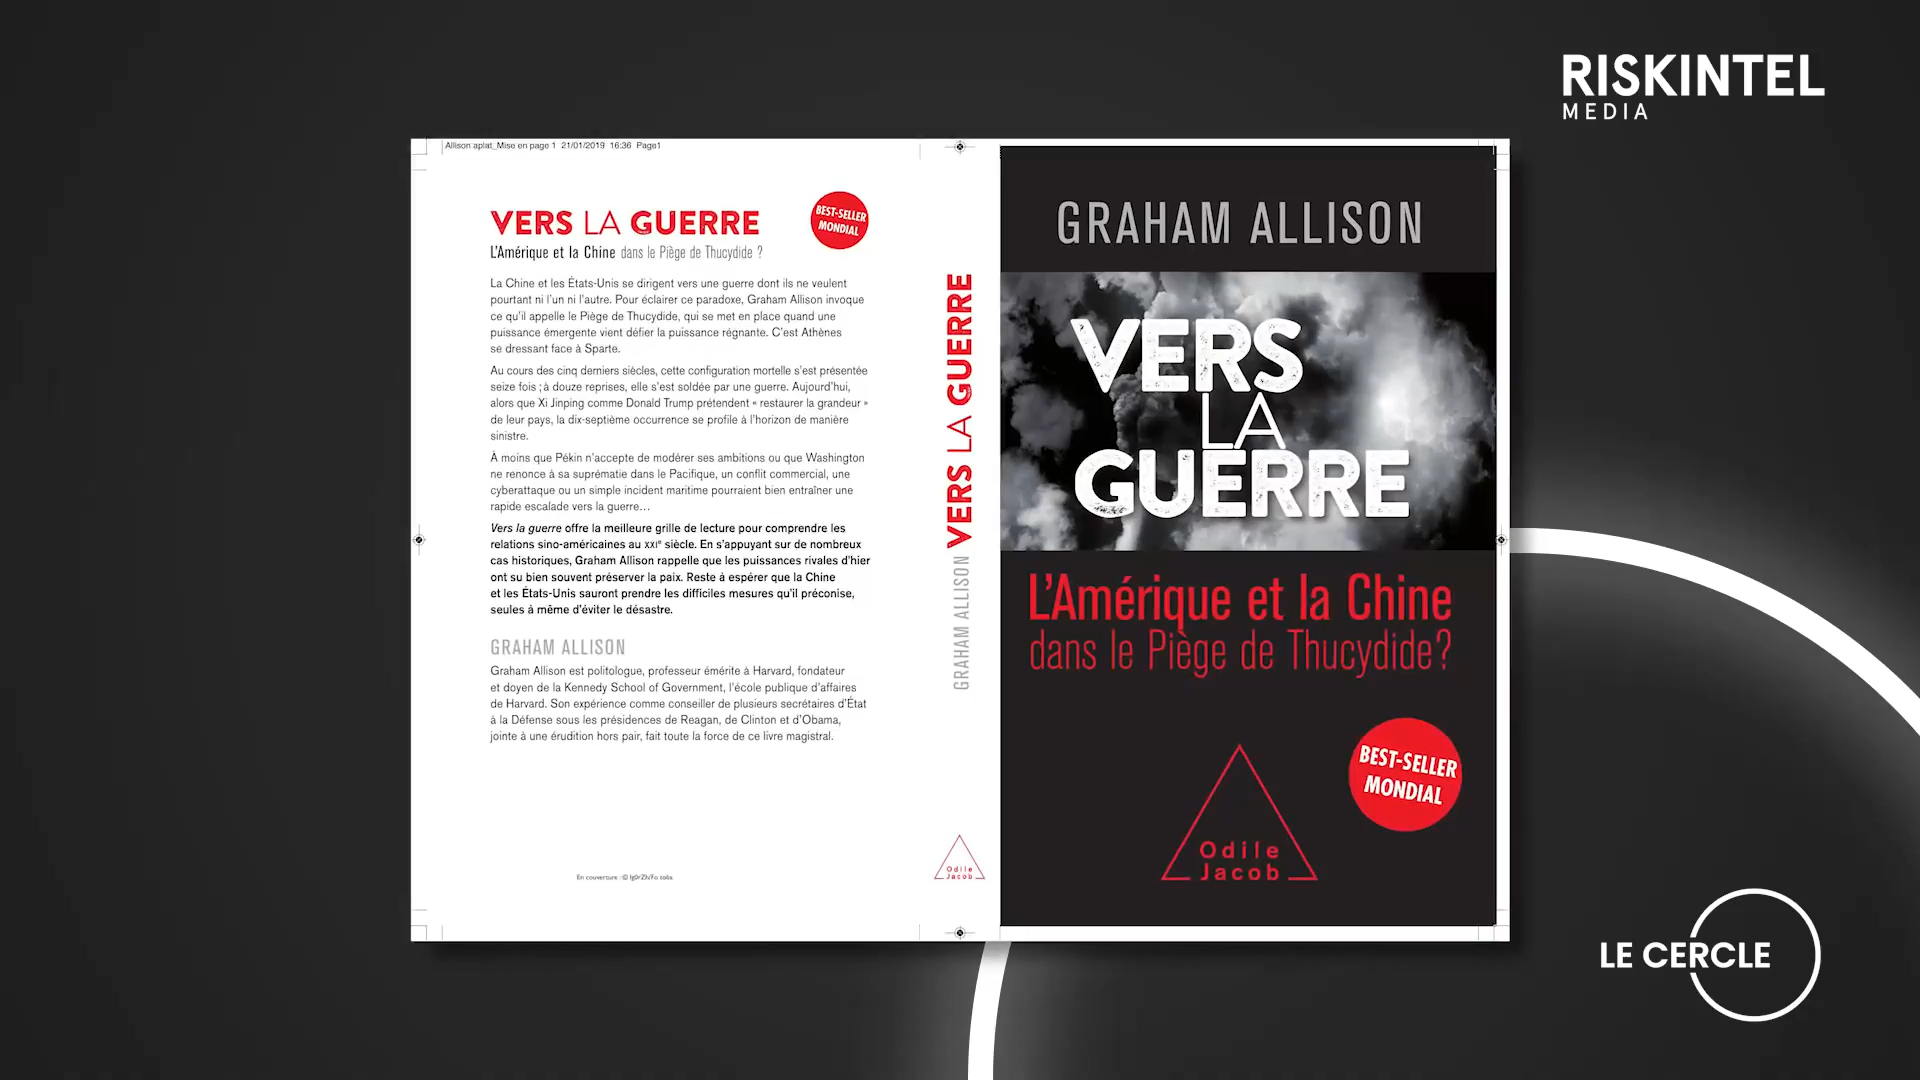 RISKINTEL
MEDIA
Allison aplat_Mise en page 1 21/01/2019 16:36 Page1
VERS LA GUERRE
BEST-SELLER
MONDIAL
L'Amérique et la Chine dans le Piège de Thucydide ?
La Chine et les États-Unis se dirigent vers une guerre dont ils ne veulent
pourtant ni l'un ni l'autre. Pour éclairer ce paradoxe, Graham Allison invoque
ce qu'il appelle le Piège de Thucydide, qui se met en place quand une
puissance émergente vient défier la puissance régnante. C'est Athènes
se dressant face à Sparte.
Au cours des cinq derniers siècles, cette configuration mortelle s'est présentée
seize fois ; à douze reprises, elle s'est soldée par une guerre. Aujourd'hui,
alors que Xi Jinping comme Donald Trump prétendent « restaurer la grandeur »
de leur pays, la dix-septième occurrence se profile à l'horizon de manière
sinistre.
À moins que Pékin n'accepte de modérer ses ambitions ou que Washington
ne renonce à sa suprématie dans le Pacifique, un conflit commercial, une
cyberattaque ou un simple incident maritime pourraient bien entraîner une
rapide escalade vers la guerre…
Vers la guerre offre la meilleure grille de lecture pour comprendre les
relations sino-américaines au XXIe siècle. En s'appuyant sur de nombreux
cas historiques, Graham Allison rappelle que les puissances rivales d'hier
ont su bien souvent préserver la paix. Reste à espérer que la Chine
et les États-Unis sauront prendre les difficiles mesures qu'il préconise,
seules à même d'éviter le désastre.
GRAHAM ALLISON
Graham Allison est politologue, professeur émérite à Harvard, fondateur
et doyen de la Kennedy School of Government, l'école publique d'affaires
de Harvard. Son expérience comme conseiller de plusieurs secrétaires d'État
à la Défense sous les présidences de Reagan, de Clinton et d'Obama,
jointe à une érudition hors pair, fait toute la force de ce livre magistral.
En couverture : ©
GRAHAM ALLISON VERS LA GUERRE
Odile
Jacob
GRAHAM ALLISON
VERS
LA
GUERRE
L'Amérique et la Chine
dans le Piège de Thucydide?
BEST-SELLER
MONDIAL
Odile
Jacob
LE CERCLE